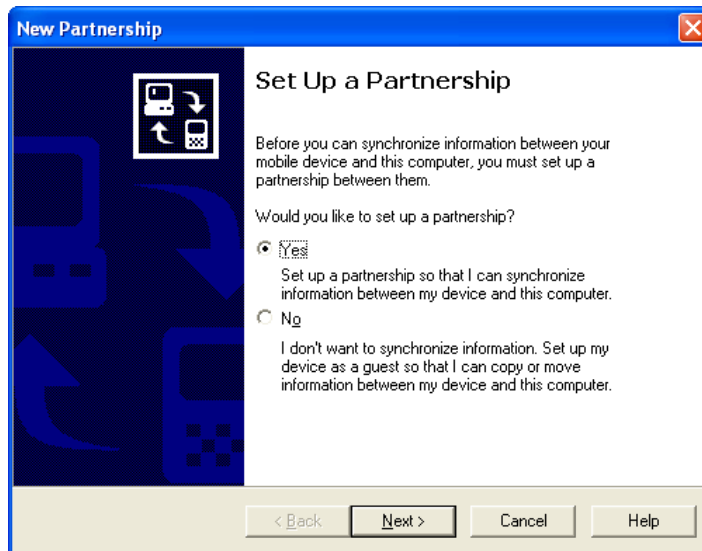 New Partnership
Set Up a Partnership
Before you can synchronize information between your
mobile device and this computer, you must set up a
partnership between them.
Would you like to set up a partnership?
Yes
Set up a partnership so that I can synchronize
information between my device and this computer.
No
I don't want to synchronize information. Set up my
device as a guest so that I can copy or move
information between my device and this computer.
< Back Next > Cancel Help